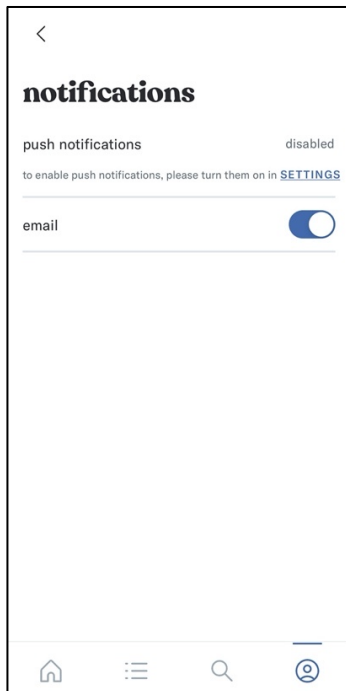 notifications
push notifications disabled
to enable push notifications, please turn them on in SETTINGS
email